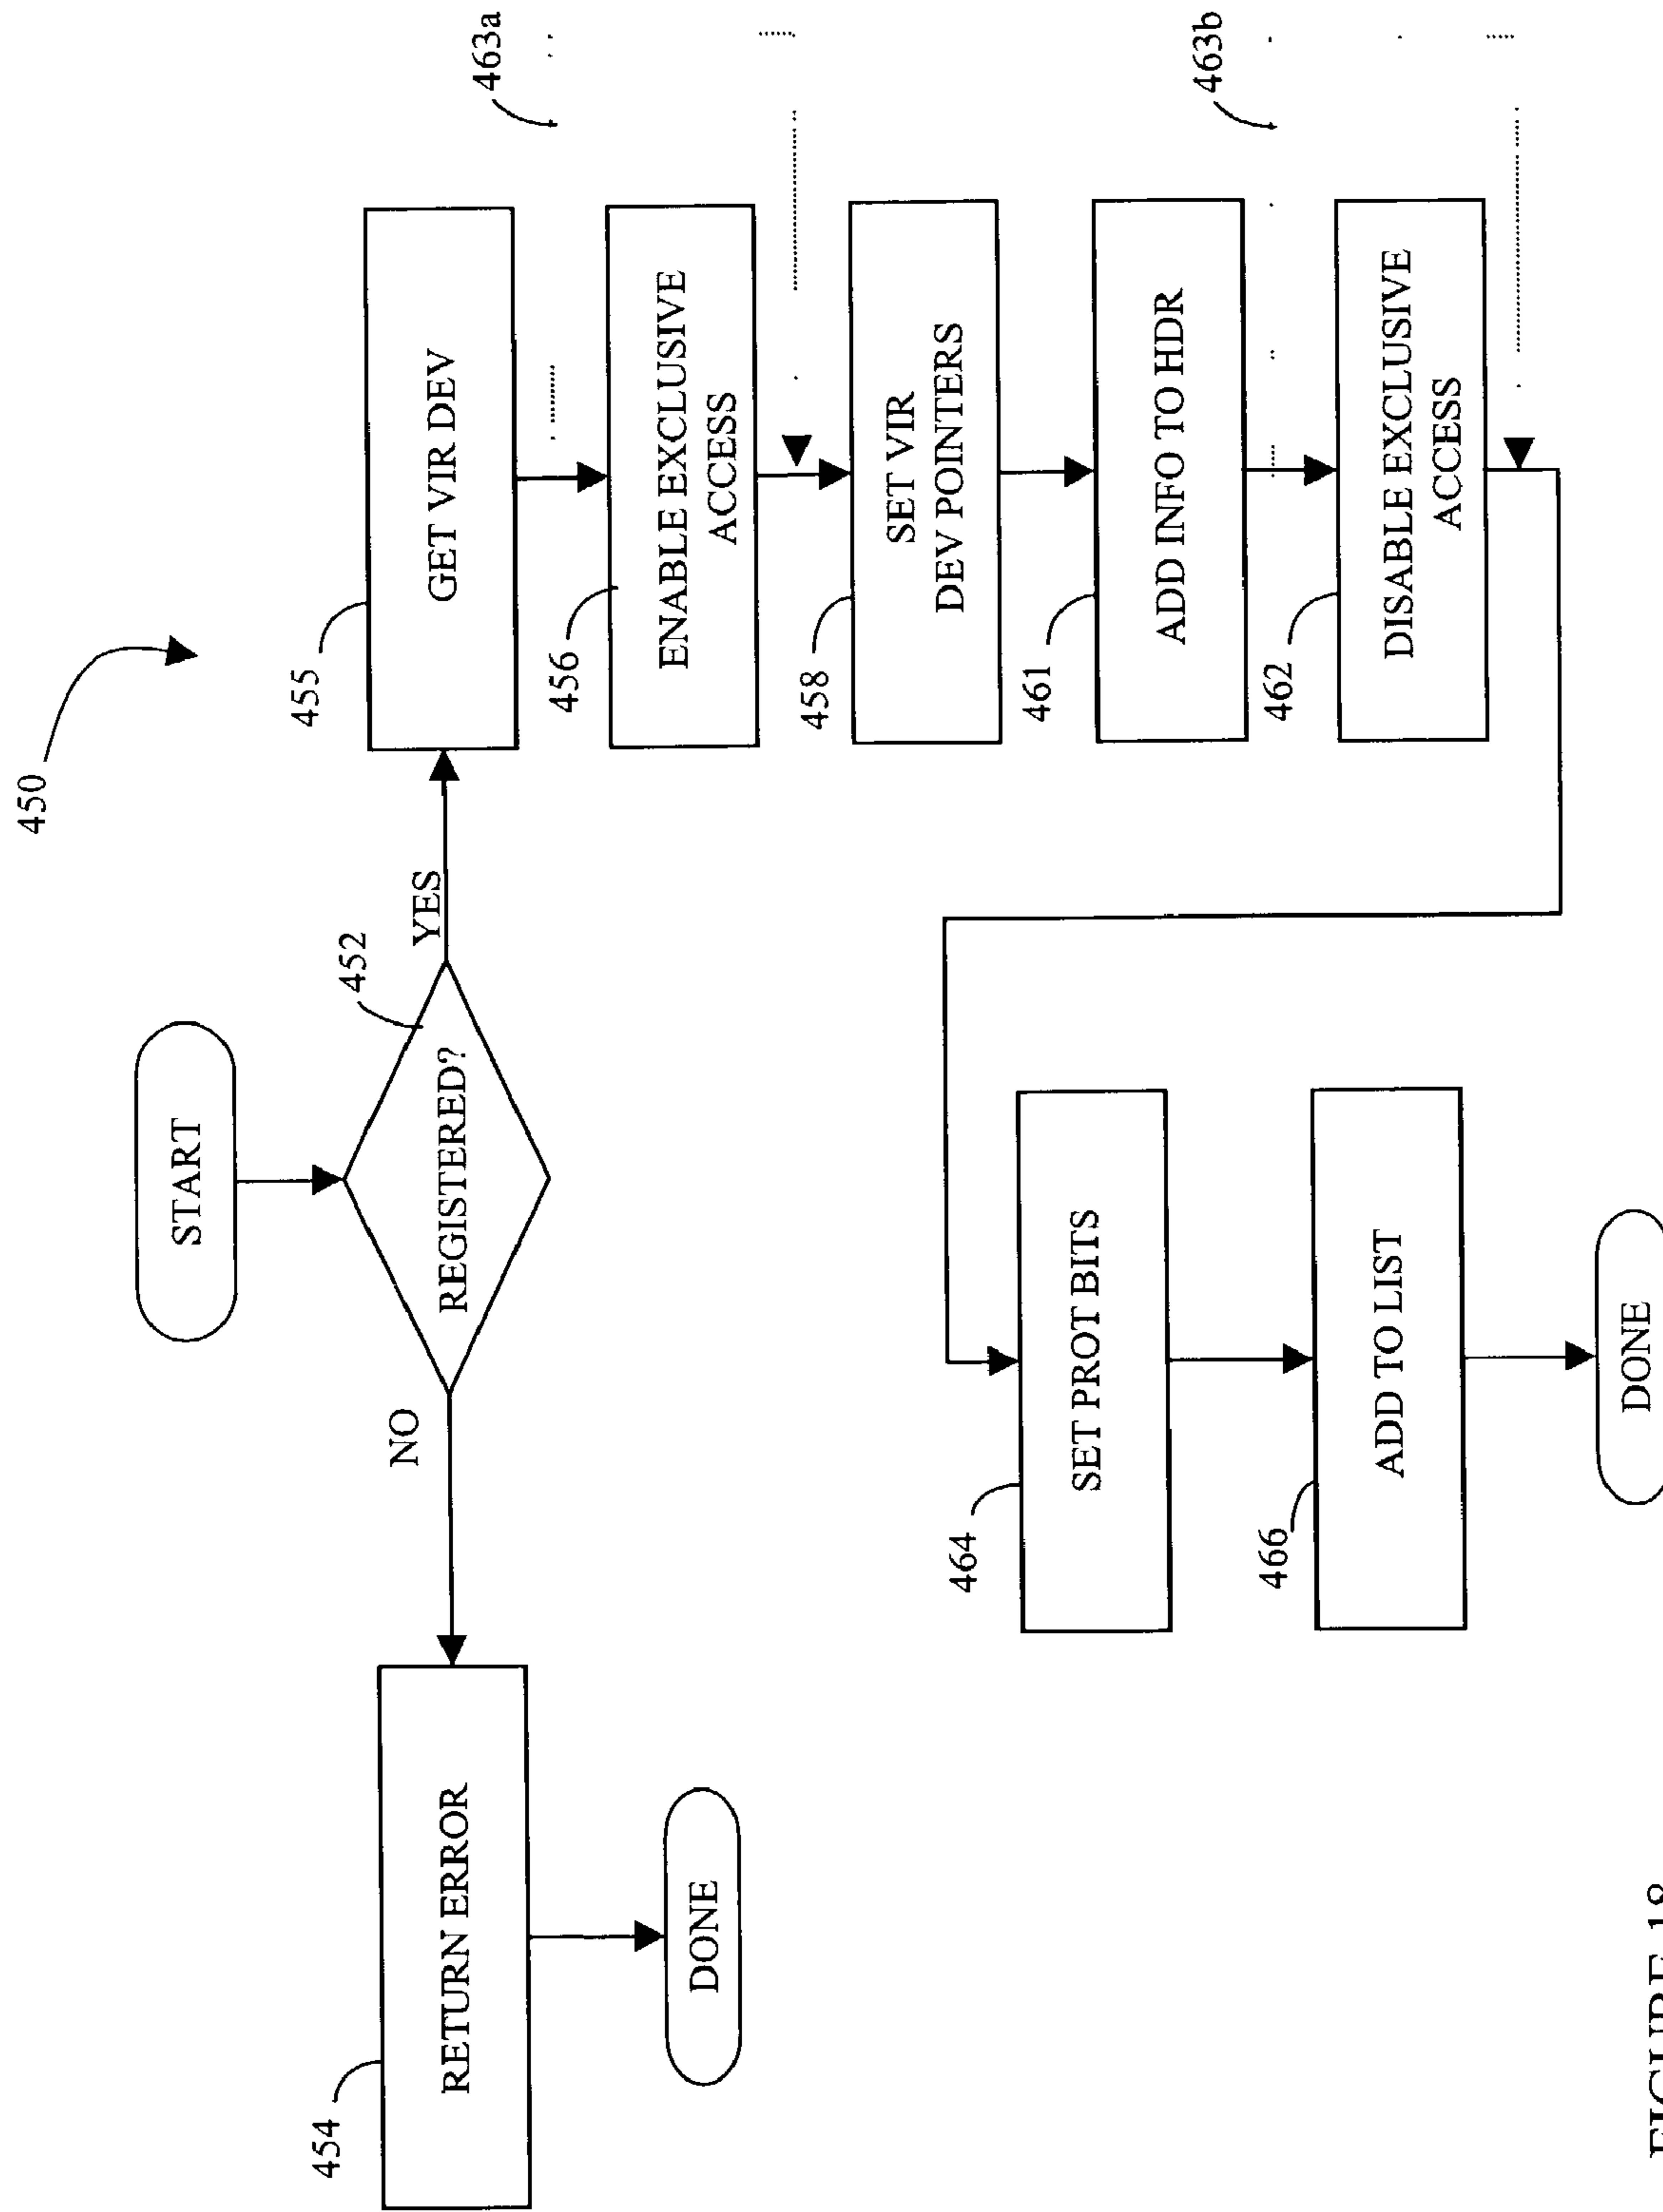 450
START
REGISTERED?
452
NO
YES
454
RETURN ERROR
DONE
455
GET VIR DEV
456
ENABLE EXCLUSIVE
ACCESS
463a
458
SET VIR
DEV POINTERS
461
ADD INFO TO HDR
462
DISABLE EXCLUSIVE
ACCESS
463b
464
SET PROT BITS
466
ADD TO LIST
DONE
FIGURE 18